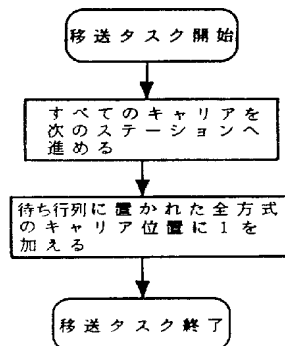 移送タスク開始
すべてのキャリアを
次のステーションへ
進める
待ち行列に置かれた全方式
のキャリア位置に1を
加える
移送タスク終了